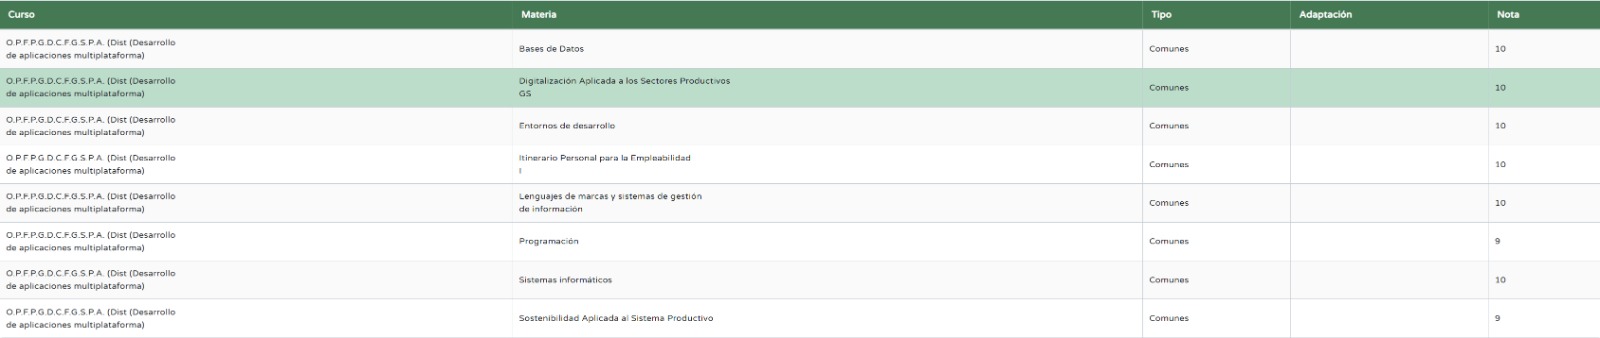 Curso Materia Tipo Adaptación Nota
O.P.F.P.G.D.C.F.G.S.P.A. (Dist (Desarrollo
de aplicaciones multiplataforma)
Bases de Datos
Comunes
10
O.P.F.P.G.D.C.F.G.S.P.A. (Dist (Desarrollo
de aplicaciones multiplataforma)
Digitalización Aplicada a los Sectores Productivos
GS
Comunes
10
O.P.F.P.G.D.C.F.G.S.P.A. (Dist (Desarrollo
de aplicaciones multiplataforma)
Entornos de desarrollo
Comunes
10
O.P.F.P.G.D.C.F.G.S.P.A. (Dist (Desarrollo
de aplicaciones multiplataforma)
Itinerario Personal para la Empleabilidad
I
Comunes
10
O.P.F.P.G.D.C.F.G.S.P.A. (Dist (Desarrollo
de aplicaciones multiplataforma)
Lenguajes de marcas y sistemas de gestión
de información
Comunes
10
O.P.F.P.G.D.C.F.G.S.P.A. (Dist (Desarrollo
de aplicaciones multiplataforma)
Programación
Comunes
9
O.P.F.P.G.D.C.F.G.S.P.A. (Dist (Desarrollo
de aplicaciones multiplataforma)
Sistemas informáticos
Comunes
10
O.P.F.P.G.D.C.F.G.S.P.A. (Dist (Desarrollo
de aplicaciones multiplataforma)
Sostenibilidad Aplicada al Sistema Productivo
Comunes
9